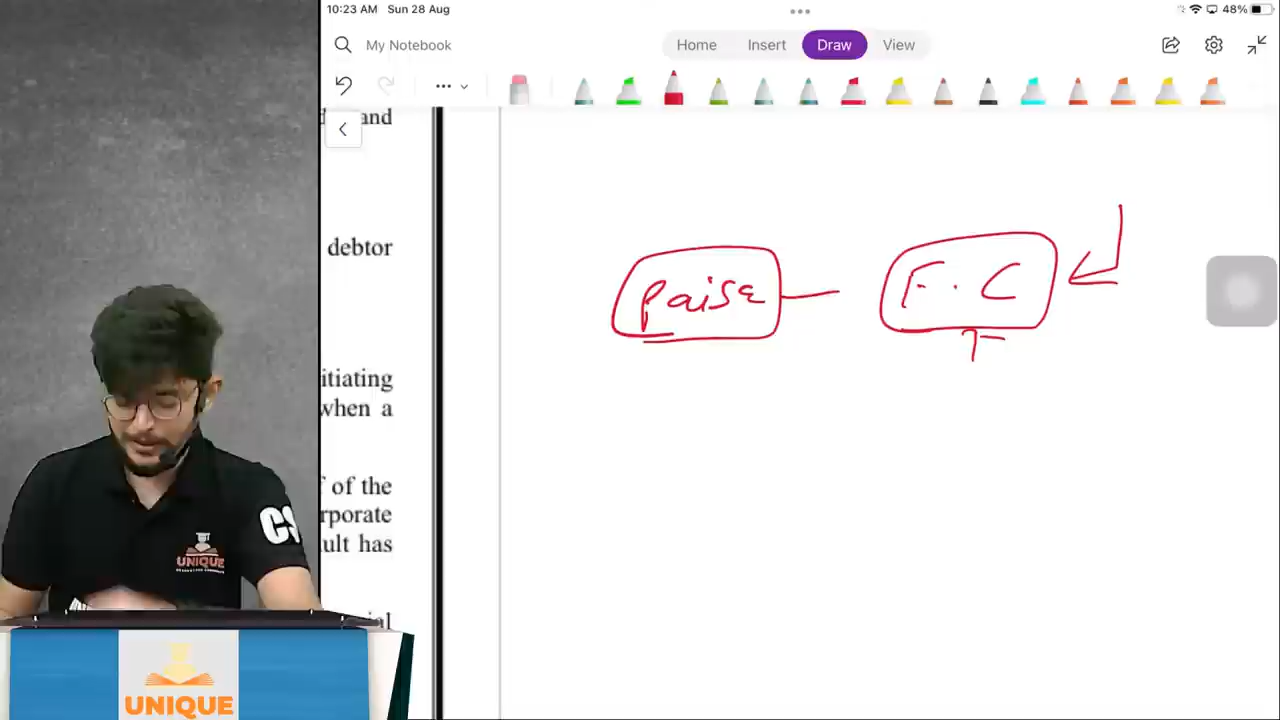 10:23 AM Sun 28 Aug
48%
My Notebook
Home Insert Draw View
and
debtor
itiating
when a
f of the
rporate
ult has
paise
F.C
CS
UNIQUE
UNIQUE